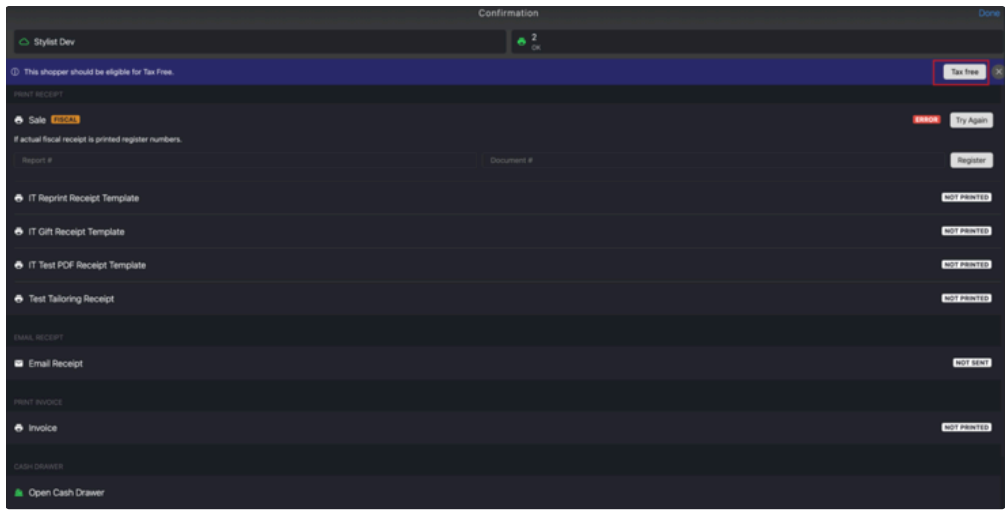 Confirmation
Done
Stylist Dev
2
OK
This shopper should be eligible for Tax Free.
Tax free
PRINT RECEIPT
Sale FISCAL
ERROR
Try Again
If actual fiscal receipt is printed register numbers.
Report #
Document #
Register
IT Reprint Receipt Template
NOT PRINTED
IT Gift Receipt Template
NOT PRINTED
IT Test PDF Receipt Template
NOT PRINTED
Test Tailoring Receipt
NOT PRINTED
EMAIL RECEIPT
Email Receipt
NOT SENT
PRINT INVOICE
Invoice
NOT PRINTED
CASH DRAWER
Open Cash Drawer